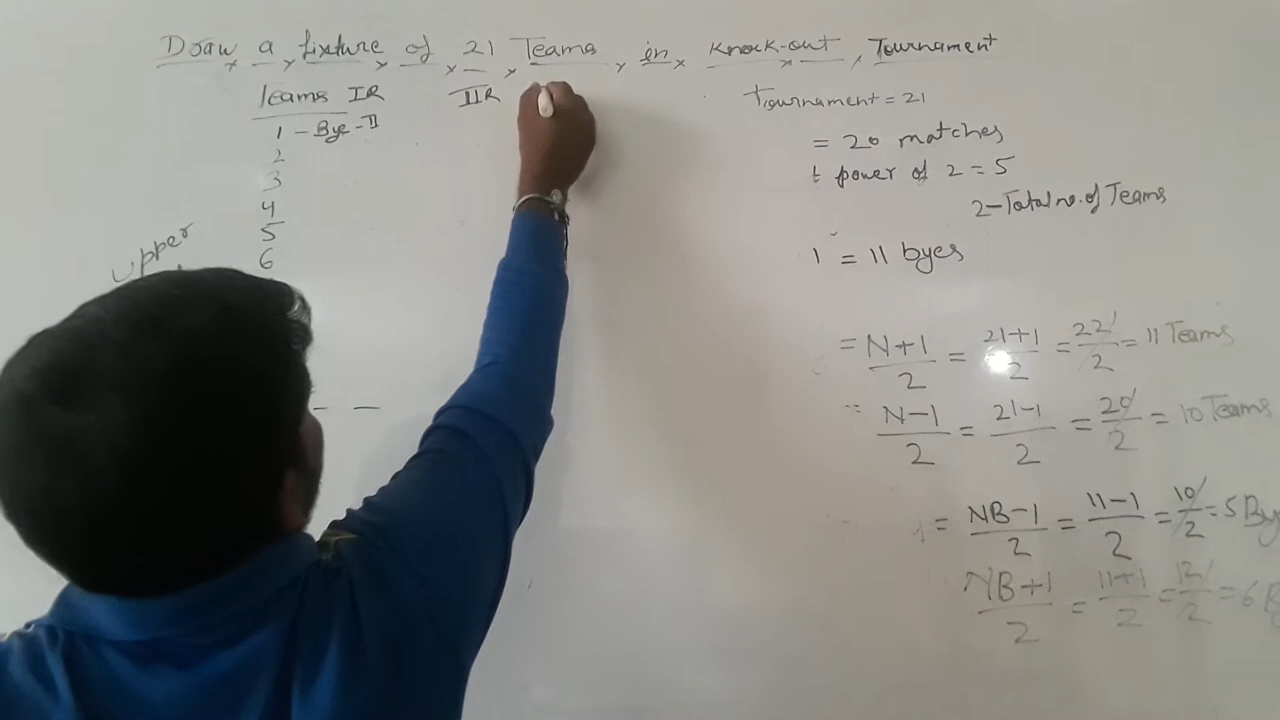 Draw a fixture of 21 Teams in Knock-out Tournament
Teams IR IIR
1 - Bye - II
2
3
4
5
6
Upper
Tournament = 21
= 20 matches
t power of 2 = 5
2 - Total no. of Teams
1 = 11 byes
= N+1/2 = 21+1/2 = 22/2 = 11 Teams
N-1/2 = 21-1/2 = 20/2 = 10 Teams
= NB-1/2 = 11-1/2 = 10/2 = 5 By
NB+1/2 = 11+1/2 = 12/2 = 6 B